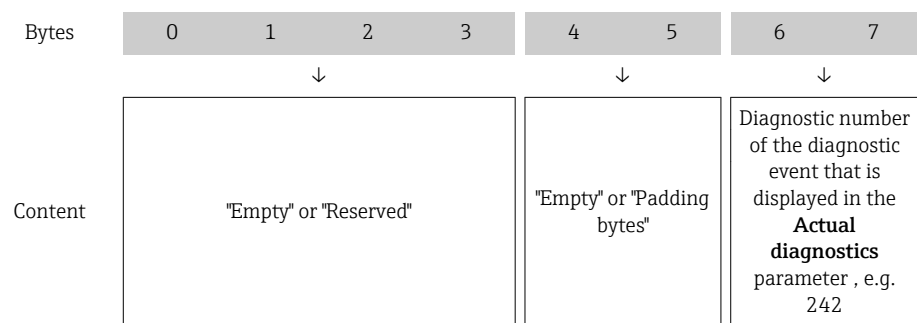 Bytes 0 1 2 3 4 5 6 7
↓ ↓ ↓
Content
"Empty" or "Reserved"
"Empty" or "Padding
bytes"
Diagnostic number
of the diagnostic
event that is
displayed in the
Actual
diagnostics
parameter , e.g.
242